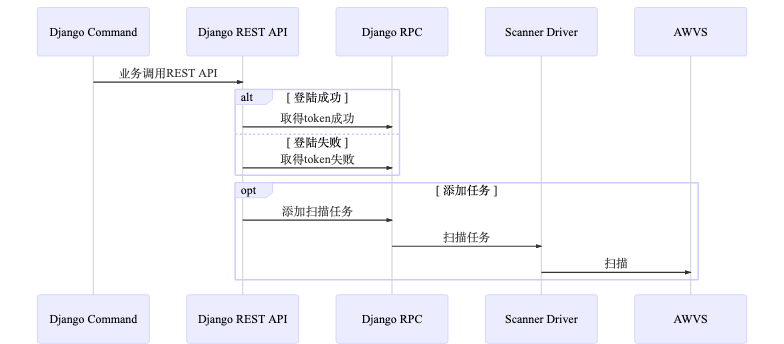 Django Command
Django REST API
Django RPC
Scanner Driver
AWVS
业务调用REST API
alt
[ 登陆成功 ]
取得token成功
[ 登陆失败 ]
取得token失败
opt
[ 添加任务 ]
添加扫描任务
扫描任务
扫描
Django Command
Django REST API
Django RPC
Scanner Driver
AWVS